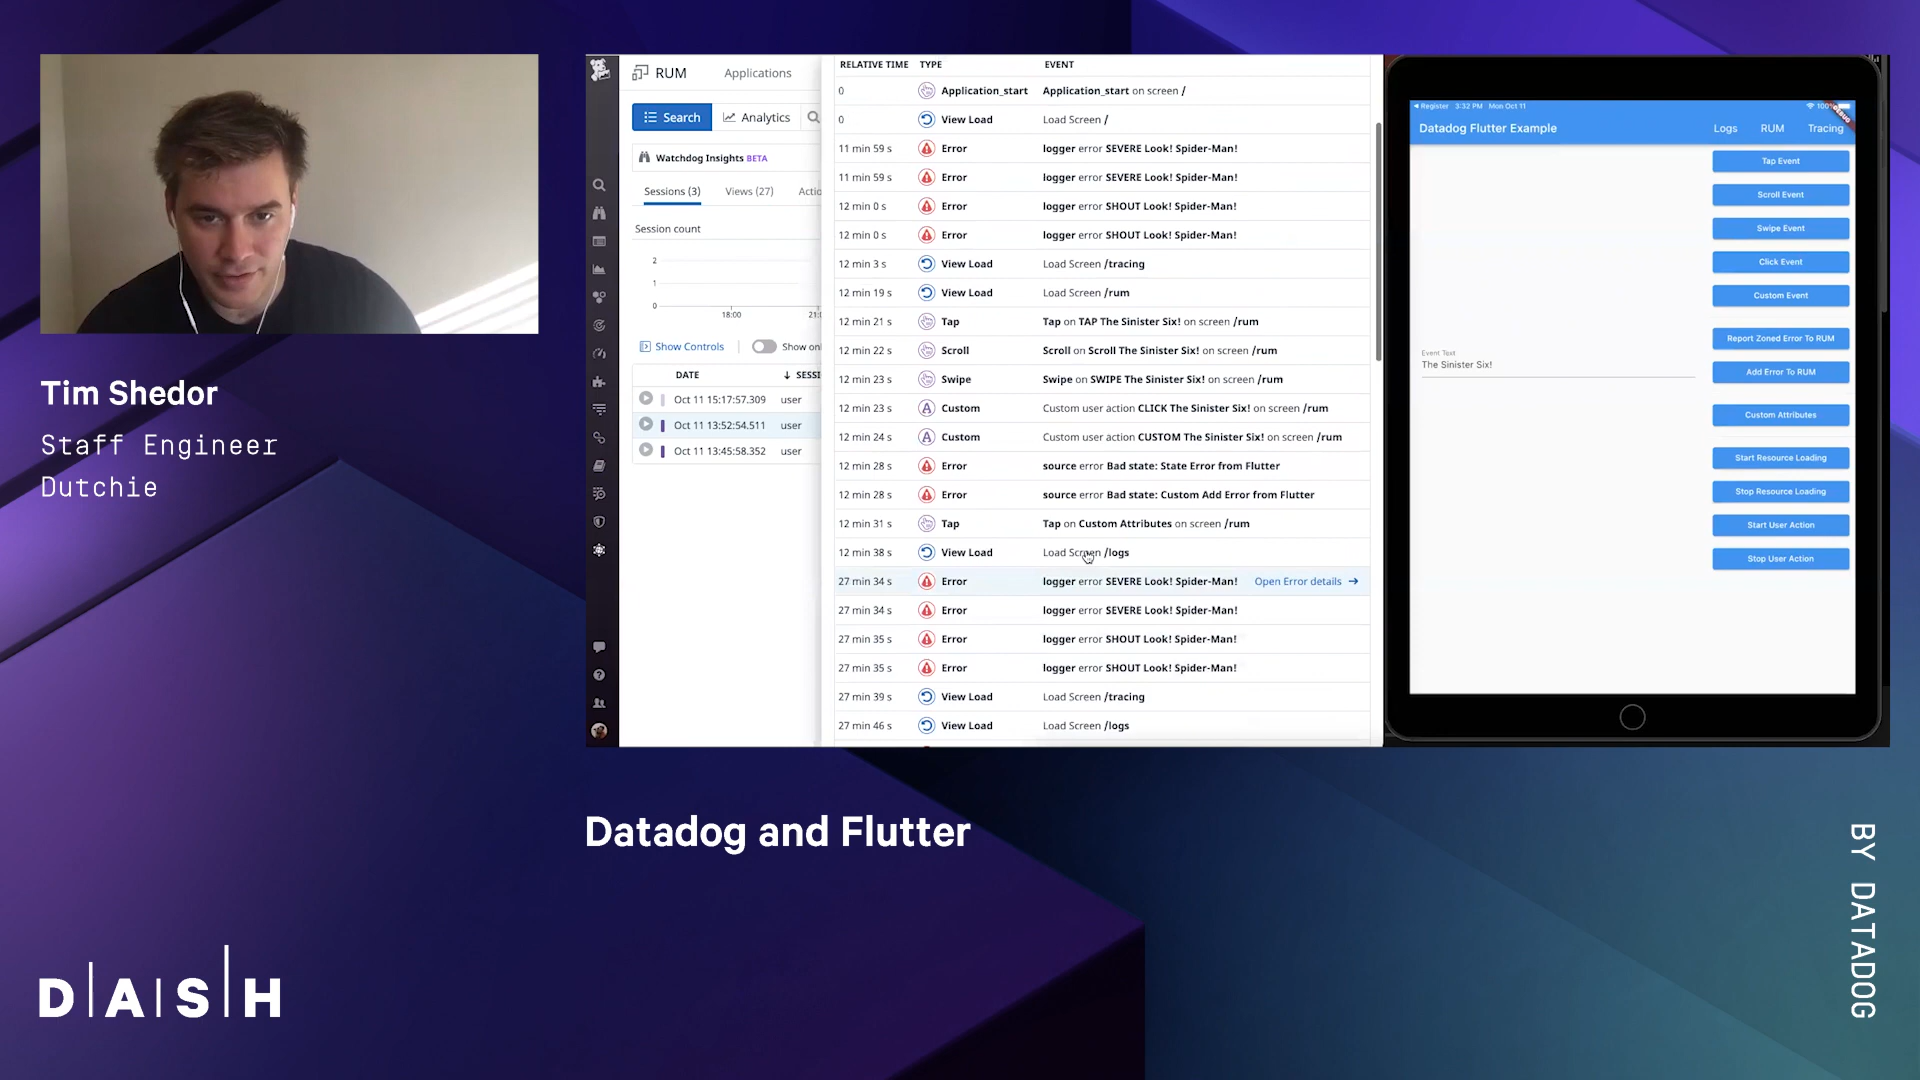 Tim Shedor
Staff Engineer
Dutchie
RUM
Applications
Search
Analytics
Watchdog Insights BETA
Sessions (3)
Views (27)
Actio
Session count
2
1
0
18:00
21:
Show Controls
Show onl
DATE
SESSI
Oct 11 15:17:57.309 user
Oct 11 13:52:54.511 user
Oct 11 13:45:58.352 user
RELATIVE TIME TYPE EVENT
0 Application_start Application_start on screen /
0 View Load Load Screen /
11 min 59 s Error logger error SEVERE Look! Spider-Man!
11 min 59 s Error logger error SEVERE Look! Spider-Man!
12 min 0 s Error logger error SHOUT Look! Spider-Man!
12 min 0 s Error logger error SHOUT Look! Spider-Man!
12 min 3 s View Load Load Screen /tracing
12 min 19 s View Load Load Screen /rum
12 min 21 s Tap Tap on TAP The Sinister Six! on screen /rum
12 min 22 s Scroll Scroll on Scroll The Sinister Six! on screen /rum
12 min 23 s Swipe Swipe on SWIPE The Sinister Six! on screen /rum
12 min 23 s Custom Custom user action CLICK The Sinister Six! on screen /rum
12 min 24 s Custom Custom user action CUSTOM The Sinister Six! on screen /rum
12 min 28 s Error source error Bad state: State Error from Flutter
12 min 28 s Error source error Bad state: Custom Add Error from Flutter
12 min 31 s Tap Tap on Custom Attributes on screen /rum
12 min 38 s View Load Load Screen /logs
27 min 34 s Error logger error SEVERE Look! Spider-Man! Open Error details
27 min 34 s Error logger error SEVERE Look! Spider-Man!
27 min 35 s Error logger error SHOUT Look! Spider-Man!
27 min 35 s Error logger error SHOUT Look! Spider-Man!
27 min 39 s View Load Load Screen /tracing
27 min 46 s View Load Load Screen /logs
Register 3:32 PM Mon Oct 11
100%
DEBUG
Datadog Flutter Example
Logs RUM Tracing
Tap Event
Scroll Event
Swipe Event
Click Event
Custom Event
Report Zoned Error To RUM
Event Text
The Sinister Six!
Add Error To RUM
Custom Attributes
Start Resource Loading
Stop Resource Loading
Start User Action
Stop User Action
Datadog and Flutter
DASH
BY DATADOG